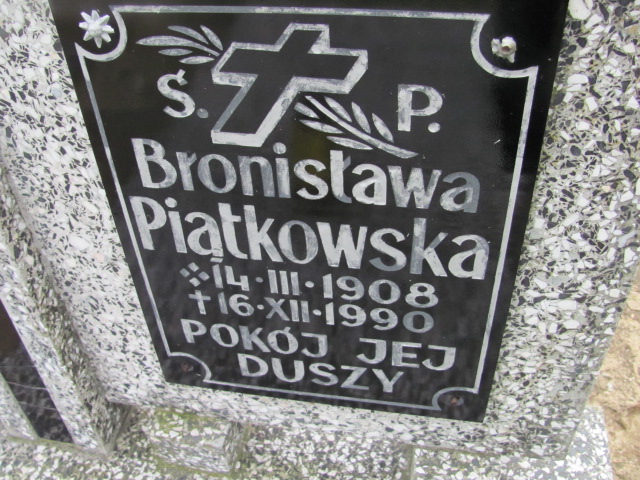 Ś. P.
Bronisława
Piątkowska
14·III·1908
✝16·XII·1990
POKÓJ JEJ
DUSZY